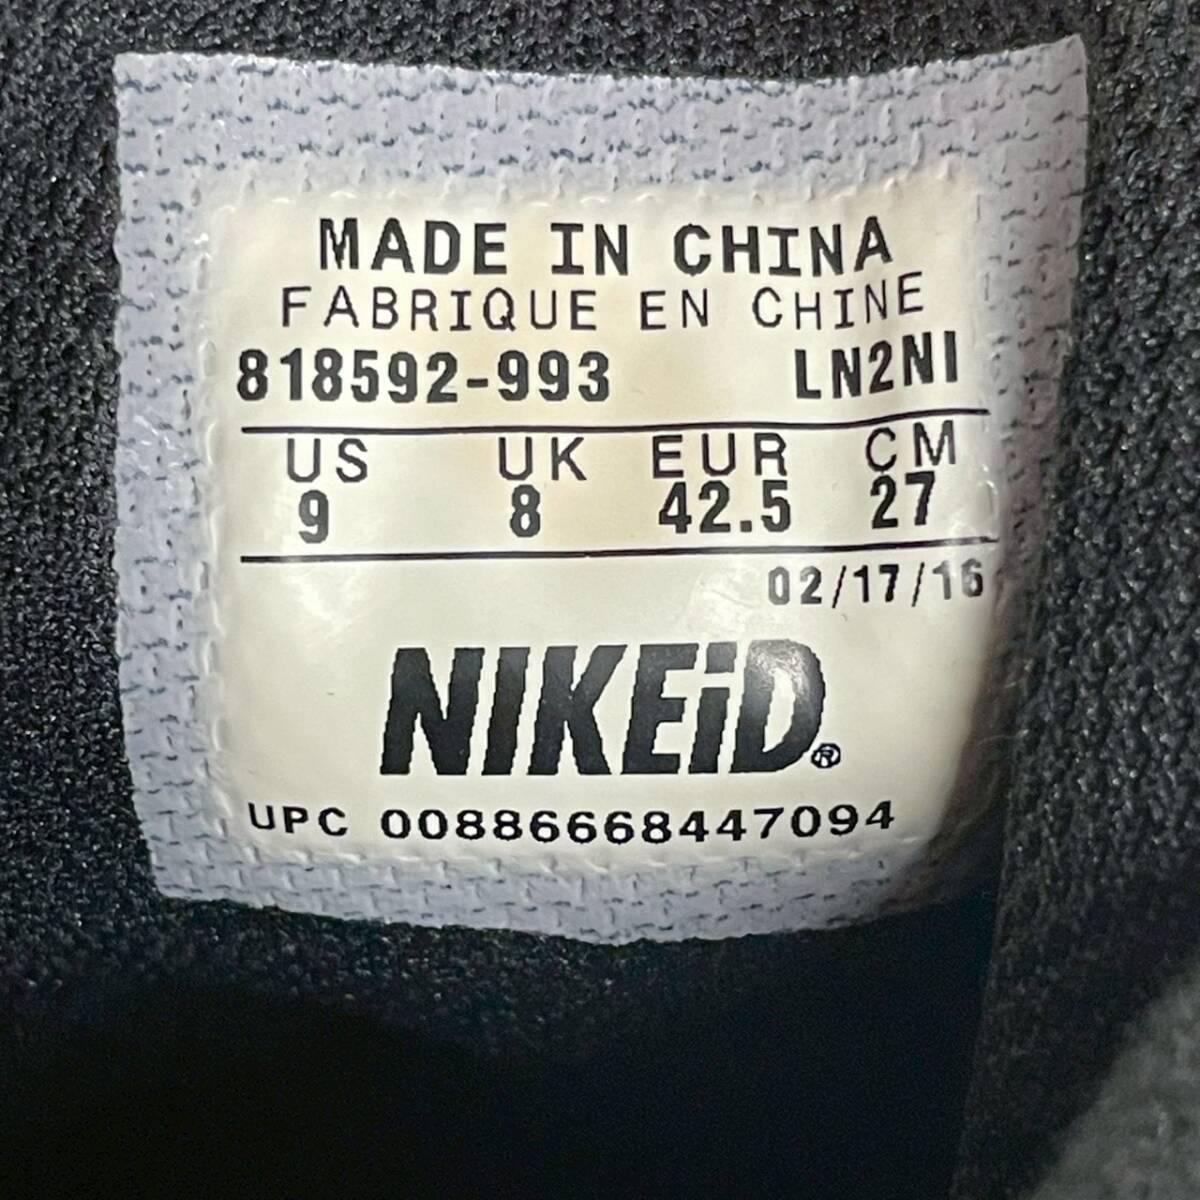 MADE IN CHINA
FABRIQUE EN CHINE
818592-993 LN2NI
US UK EUR CM
9 8 42.5 27
02/17/16
NIKEiD®
UPC 00886668447094